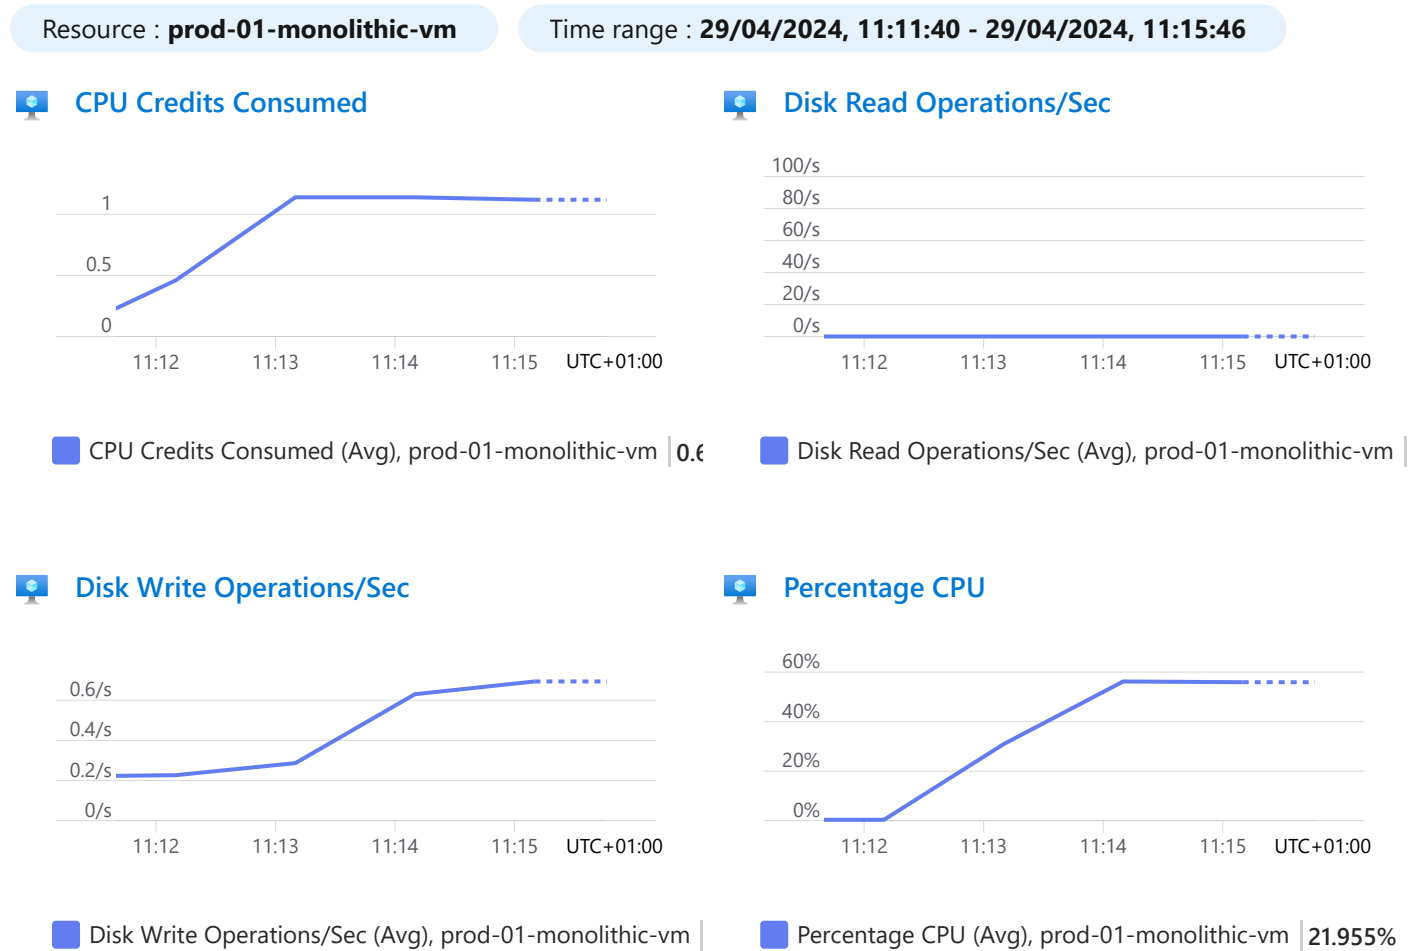 Resource : prod-01-monolithic-vm
Time range : 29/04/2024, 11:11:40 - 29/04/2024, 11:15:46
CPU Credits Consumed
1
0.5
0
11:12 11:13 11:14 11:15 UTC+01:00
CPU Credits Consumed (Avg), prod-01-monolithic-vm
Disk Read Operations/Sec
100/s
80/s
60/s
40/s
20/s
0/s
11:12 11:13 11:14 11:15 UTC+01:00
Disk Read Operations/Sec (Avg), prod-01-monolithic-vm
Disk Write Operations/Sec
0.6/s
0.4/s
0.2/s
0/s
11:12 11:13 11:14 11:15 UTC+01:00
Disk Write Operations/Sec (Avg), prod-01-monolithic-vm
Percentage CPU
60%
40%
20%
0%
11:12 11:13 11:14 11:15 UTC+01:00
Percentage CPU (Avg), prod-01-monolithic-vm 21.955%